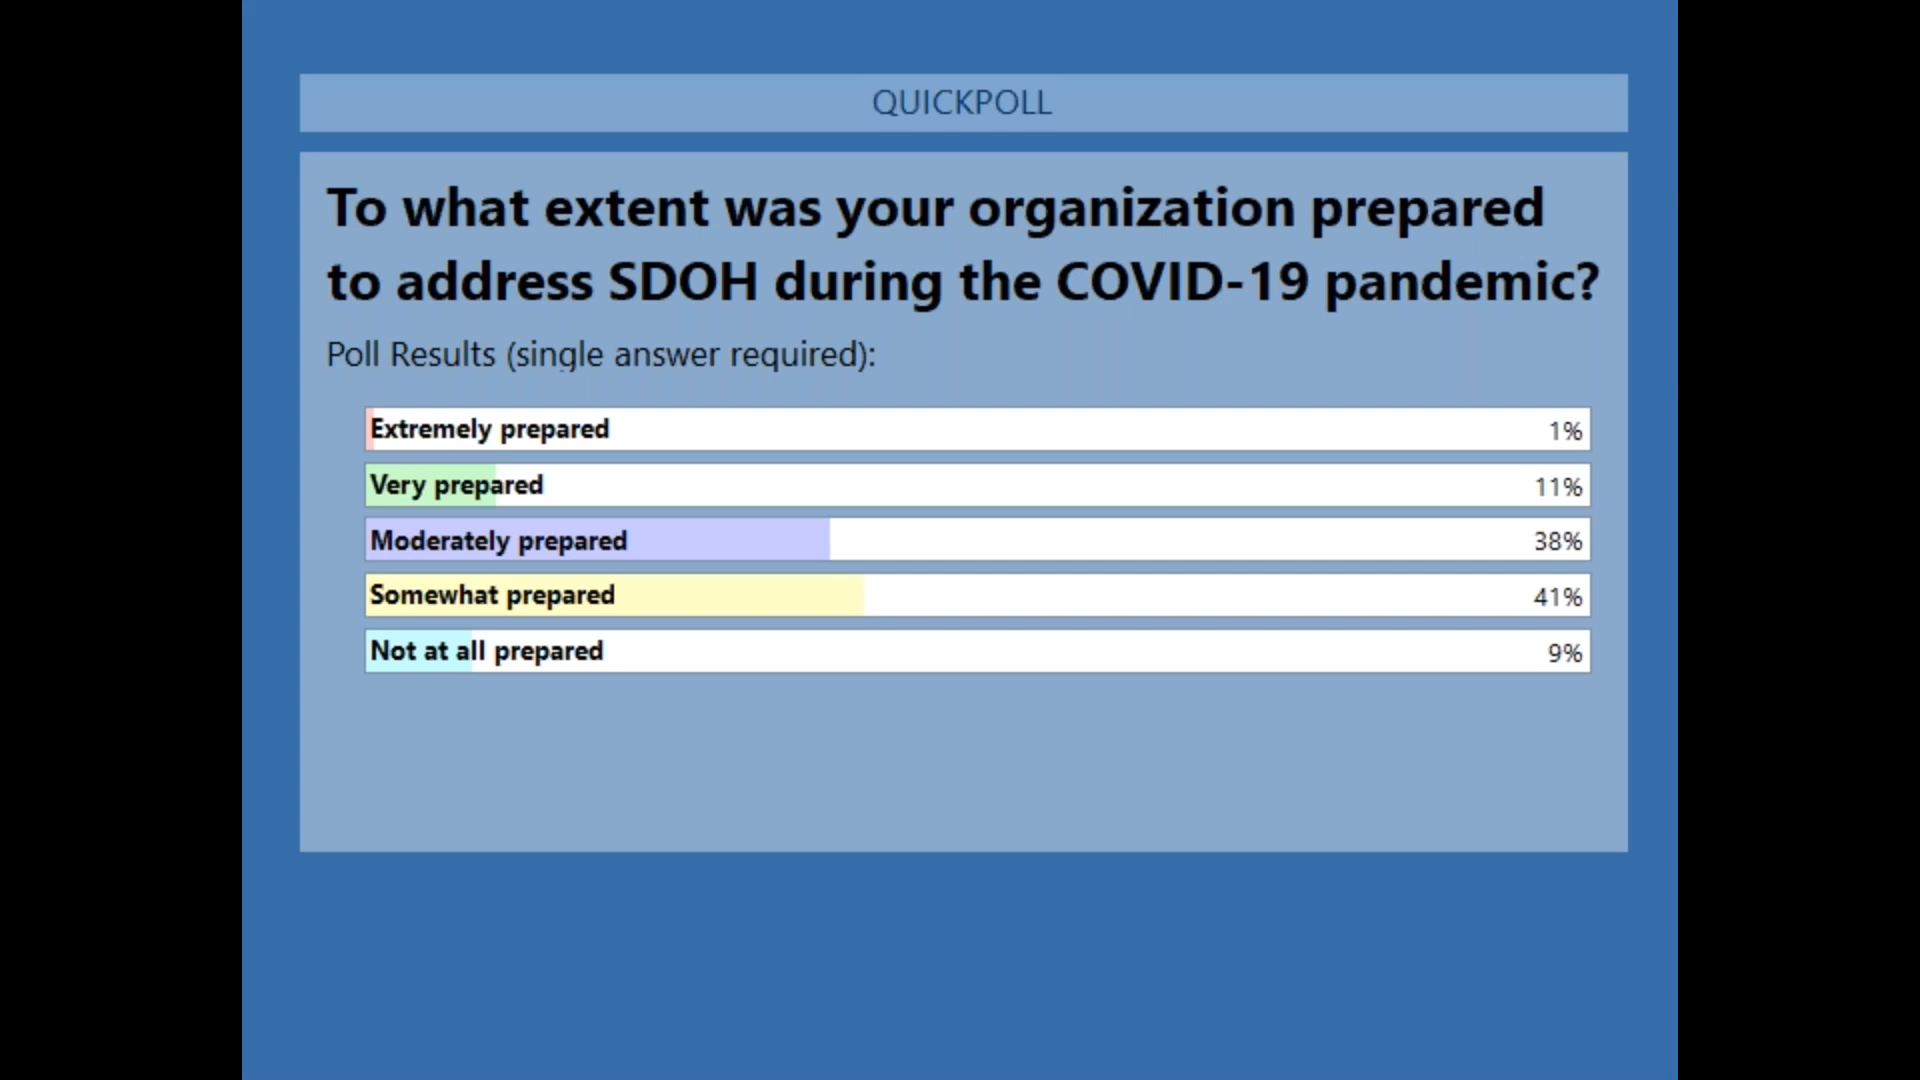 QUICKPOLL
To what extent was your organization prepared
to address SDOH during the COVID-19 pandemic?
Poll Results (single answer required):
Extremely prepared 1%
Very prepared 11%
Moderately prepared 38%
Somewhat prepared 41%
Not at all prepared 9%